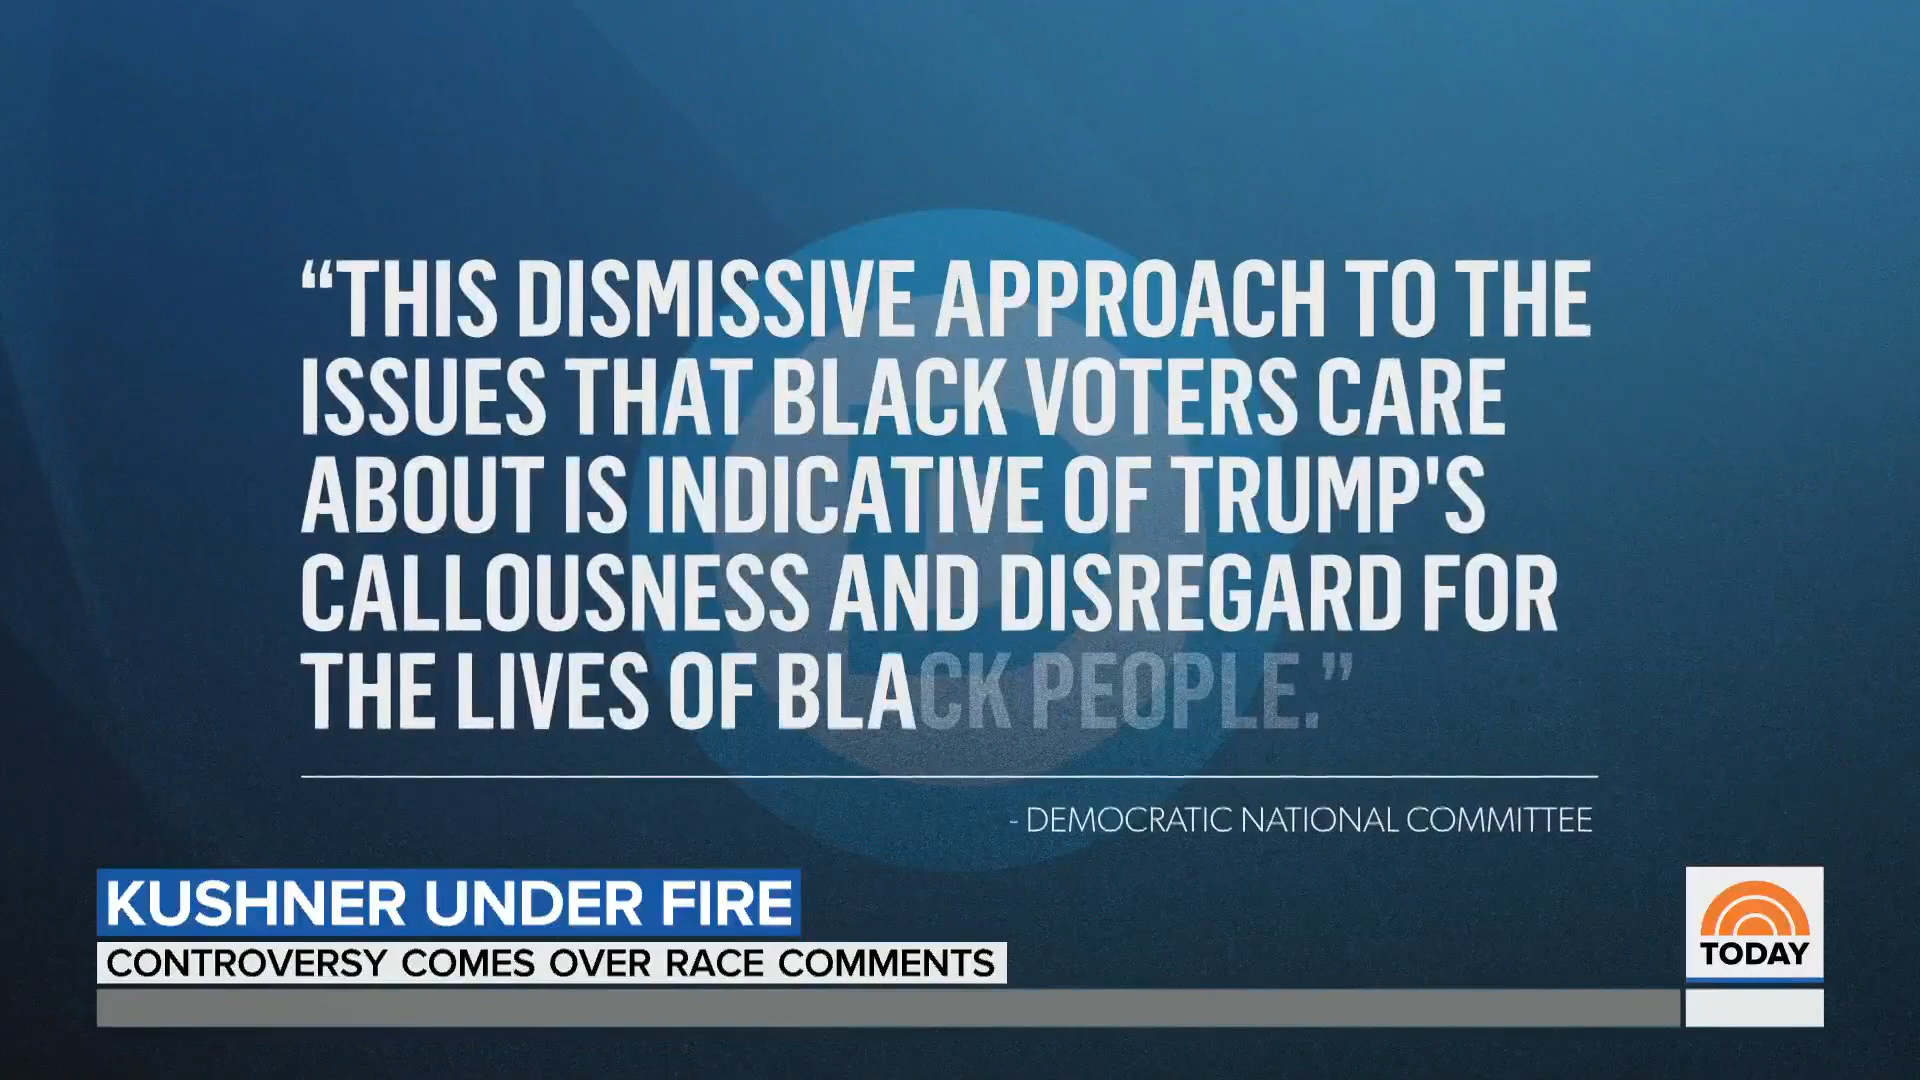 “THIS DISMISSIVE APPROACH TO THE
ISSUES THAT BLACK VOTERS CARE
ABOUT IS INDICATIVE OF TRUMP'S
CALLOUSNESS AND DISREGARD FOR
THE LIVES OF BLACK PEOPLE.”
- DEMOCRATIC NATIONAL COMMITTEE
KUSHNER UNDER FIRE
CONTROVERSY COMES OVER RACE COMMENTS
TODAY